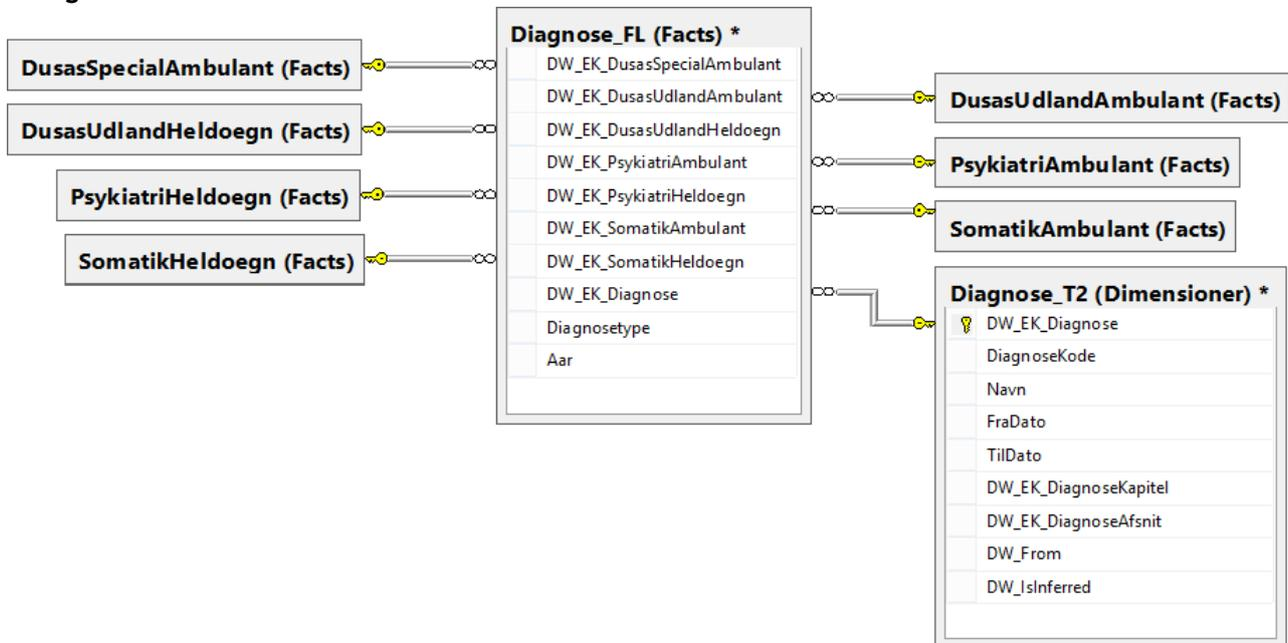 DusasSpecialAmbulant (Facts)
DusasUdlandHeldoegn (Facts)
PsykiatriHeldoegn (Facts)
SomatikHeldoegn (Facts)
Diagnose_FL (Facts) *
DW_EK_DusasSpecialAmbulant
DW_EK_DusasUdlandAmbulant
DW_EK_DusasUdlandHeldoegn
DW_EK_PsykiatriAmbulant
DW_EK_PsykiatriHeldoegn
DW_EK_SomatikAmbulant
DW_EK_SomatikHeldoegn
DW_EK_Diagnose
Diagnosetype
Aar
DusasUdlandAmbulant (Facts)
PsykiatriAmbulant (Facts)
SomatikAmbulant (Facts)
Diagnose_T2 (Dimensioner) *
DW_EK_Diagnose
DiagnoseKode
Navn
FraDato
TilDato
DW_EK_DiagnoseKapitel
DW_EK_DiagnoseAfsnit
DW_From
DW_IsInferred